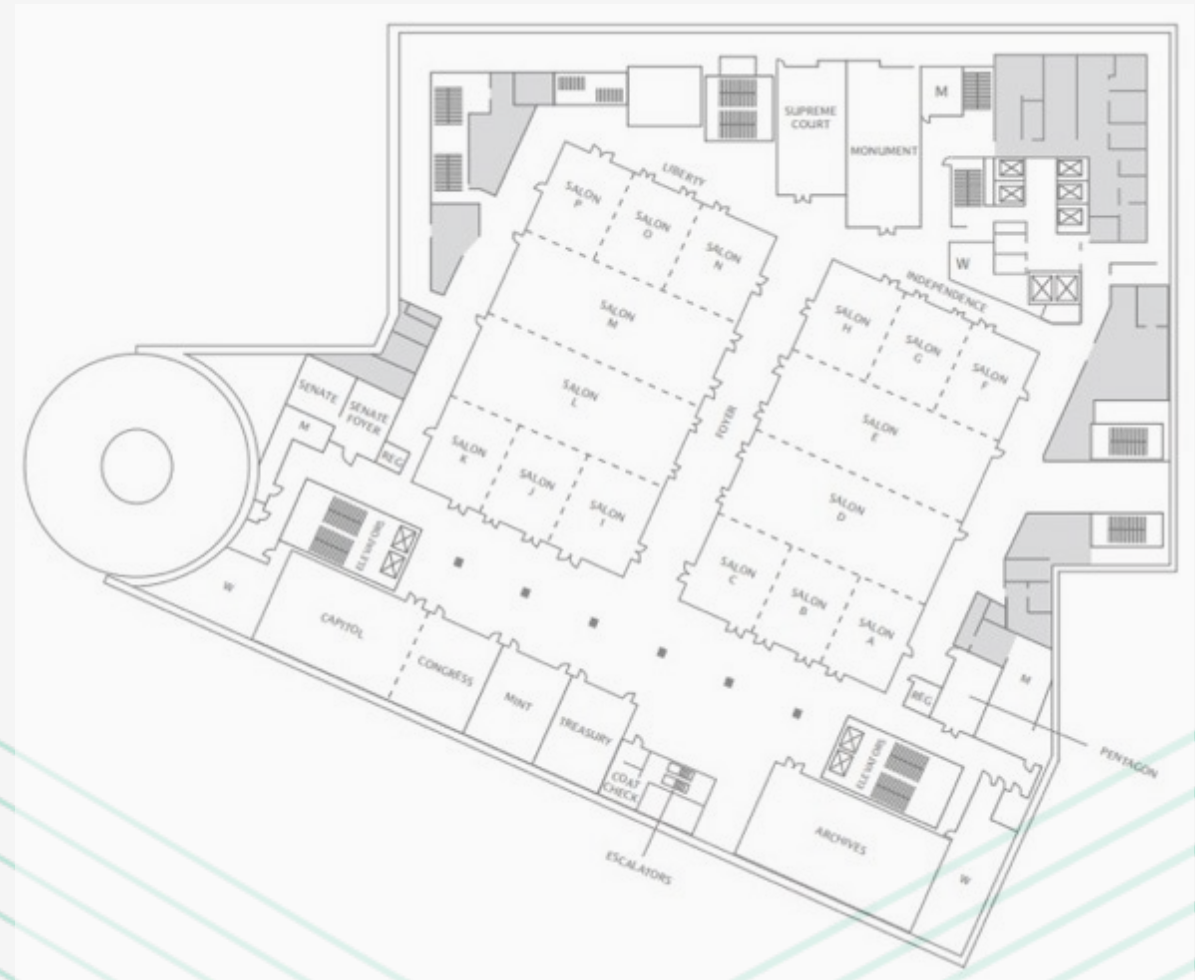 SUPREME
COURT
MONUMENT
M
LIBERTY
SALON
P
SALON
O
SALON
N
SALON
M
SALON
L
SALON
K
SALON
J
SALON
I
W
INDEPENDENCE
SALON
H
SALON
G
SALON
F
SALON
E
SALON
D
SALON
C
SALON
B
SALON
A
FOYER
SENATE
SENATE
FOYER
M
REG
ELEVATORS
W
CAPITOL
CONGRESS
MINT
TREASURY
COAT
CHECK
ESCALATORS
REG
M
PENTAGON
ELEVATORS
ARCHIVES
W